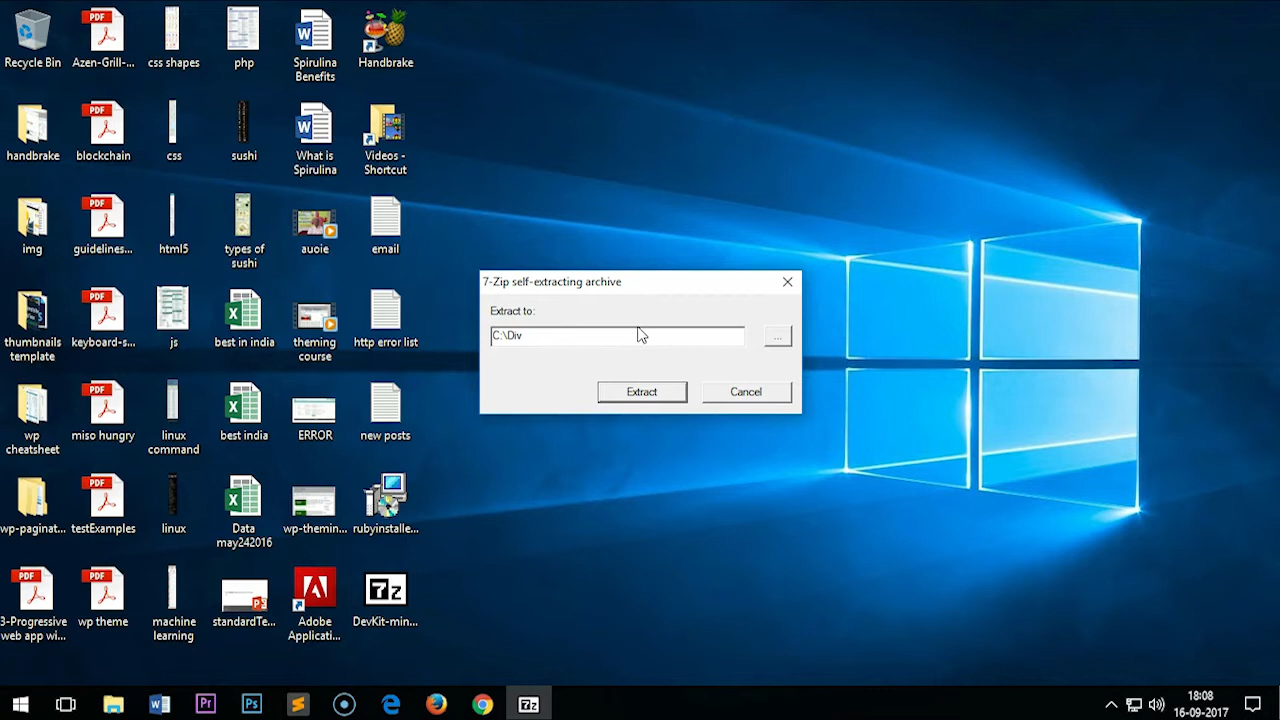 Recycle Bin
Azen-Grill-...
css shapes
php
Spirulina
Benefits
Handbrake
handbrake
blockchain
css
sushi
What is
Spirulina
Videos -
Shortcut
img
guidelines...
html5
types of
sushi
auoie
email
thumbnails
template
keyboard-s...
js
best in india
theming
course
http error list
wp
cheatsheet
miso hungry
linux
command
best india
ERROR
new posts
wp-paginat...
testExamples
linux
Data
may242016
wp-themin...
rubyinstalle...
3-Progressive
web app wi...
wp theme
machine
learning
standardTe...
Adobe
Applicati...
DevKit-min...
7-Zip self-extracting archive
Extract to:
C:\Div
...
Extract
Cancel
18:08
16-09-2017